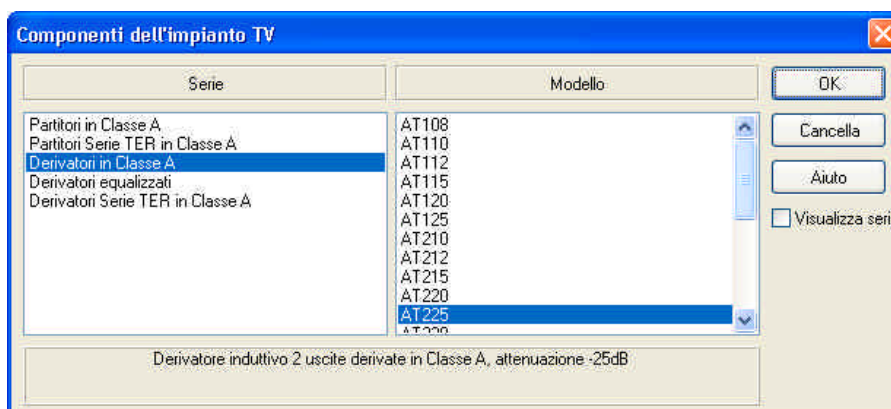 Componenti dell'impianto TV
Serie
Modello
OK
Partitori in Classe A
Partitori Serie TER in Classe A
Derivatori in Classe A
Derivatori equalizzati
Derivatori Serie TER in Classe A
AT108
AT110
AT112
AT115
AT120
AT125
AT210
AT212
AT215
AT220
AT225
Cancella
Aiuto
Visualizza seri
Derivatore induttivo 2 uscite derivate in Classe A, attenuazione -25dB